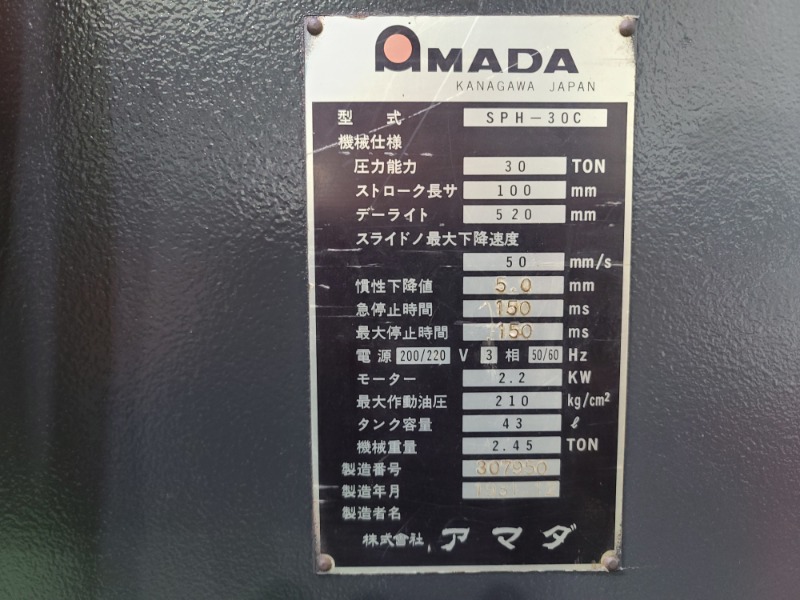 AMADA
KANAGAWA JAPAN
型式 SPH-30C
機械仕様
圧力能力 30 TON
ストローク長サ 100 mm
デーライト 520 mm
スライドノ最大下降速度
50 mm/s
慣性下降値 5.0 mm
急停止時間 150 ms
最大停止時間 150 ms
電源 200/220 V 3 相 50/60 Hz
モーター 2.2 KW
最大作動油圧 210 kg/cm²
タンク容量 43 ℓ
機械重量 2.45 TON
製造番号 307950
製造年月
製造者名
株式會社 アマダ